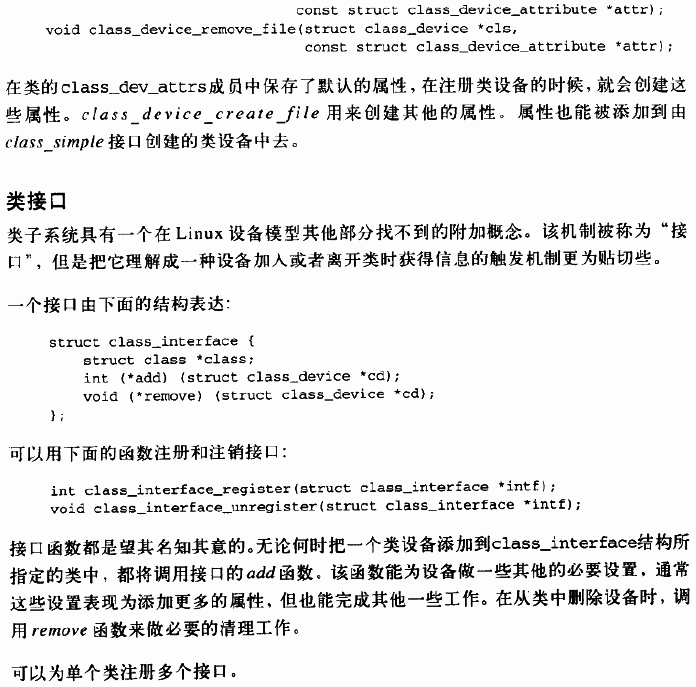 const struct class_device_attribute *attr);
void class_device_remove_file(struct class_device *cls,
const struct class_device_attribute *attr);
在类的class_dev_attrs成员中保存了默认的属性，在注册类设备的时候，就会创建这
些属性。class_device_create_file 用来创建其他的属性。属性也能被添加到由
class_simple 接口创建的类设备中去。
类接口
类子系统具有一个在 Linux 设备模型其他部分找不到的附加概念。该机制被称为“接
口”，但是把它理解成一种设备加入或者离开类时获得信息的触发机制更为贴切些。
一个接口由下面的结构表达：
struct class_interface {
struct class *class;
int (*add) (struct class_device *cd);
void (*remove) (struct class_device *cd);
};
可以用下面的函数注册和注销接口：
int class_interface_register(struct class_interface *intf);
void class_interface_unregister(struct class_interface *intf);
接口函数都是望其名知其意的。无论何时把一个类设备添加到class_interface结构所
指定的类中，都将调用接口的add函数。该函数能为设备做一些其他的必要设置，通常
这些设置表现为添加更多的属性，但也能完成其他一些工作。在从类中删除设备时，调
用 remove 函数来做必要的清理工作。
可以为单个类注册多个接口。